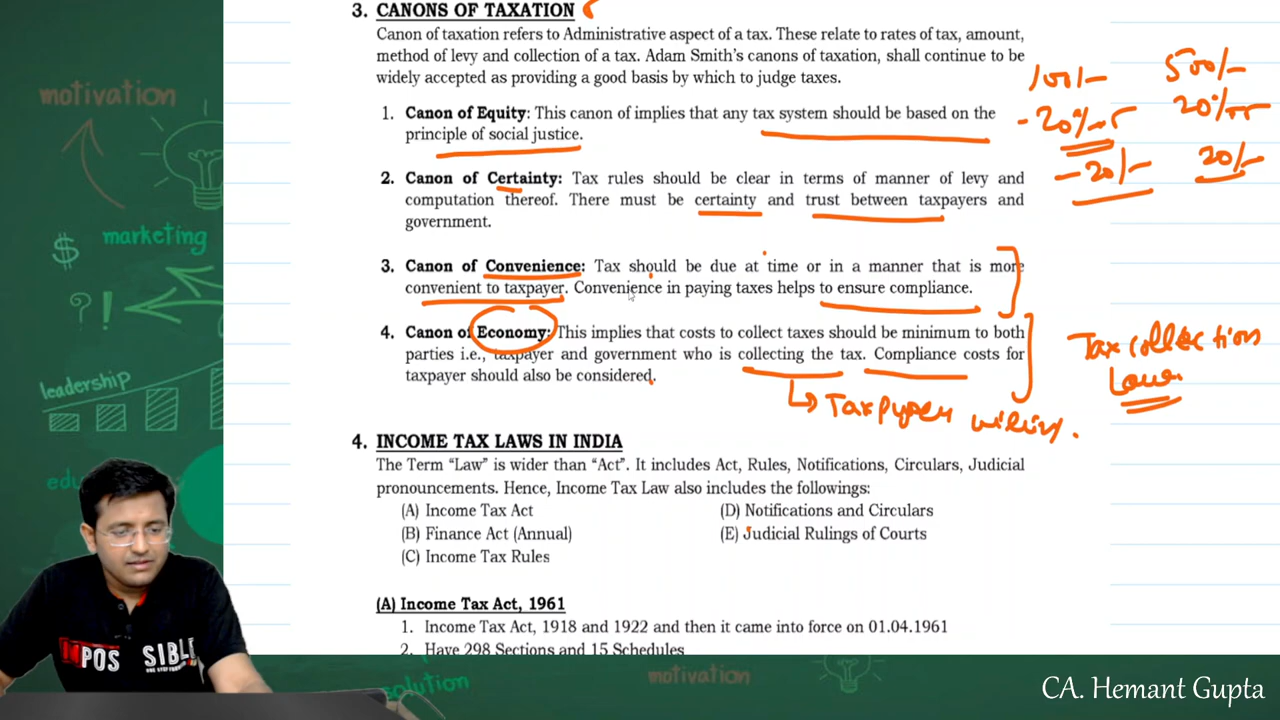 3. CANONS OF TAXATION
Canon of taxation refers to Administrative aspect of a tax. These relate to rates of tax, amount,
method of levy and collection of a tax. Adam Smith's canons of taxation, shall continue to be
widely accepted as providing a good basis by which to judge taxes.
1. Canon of Equity: This canon of implies that any tax system should be based on the
principle of social justice.
2. Canon of Certainty: Tax rules should be clear in terms of manner of levy and
computation thereof. There must be certainty and trust between taxpayers and
government.
3. Canon of Convenience: Tax should be due at time or in a manner that is more
convenient to taxpayer. Convenience in paying taxes helps to ensure compliance.
4. Canon of Economy: This implies that costs to collect taxes should be minimum to both
parties i.e., taxpayer and government who is collecting the tax. Compliance costs for
taxpayer should also be considered.
100/-
500/-
20/-
20/-
Tax collection
4. INCOME TAX LAWS IN INDIA
The Term "Law" is wider than "Act". It includes Act, Rules, Notifications, Circulars, Judicial
pronouncements. Hence, Income Tax Law also includes the followings:
(A) Income Tax Act
(D) Notifications and Circulars
(B) Finance Act (Annual)
(E) Judicial Rulings of Courts
(C) Income Tax Rules
(A) Income Tax Act, 1961
1. Income Tax Act, 1918 and 1922 and then it came into force on 01.04.1961
2. Have 298 Sections and 15 Schedules
motivation
$
marketing
?!
leadership
edu
IMPOS SIBLE
solution
motivation
CA. Hemant Gupta